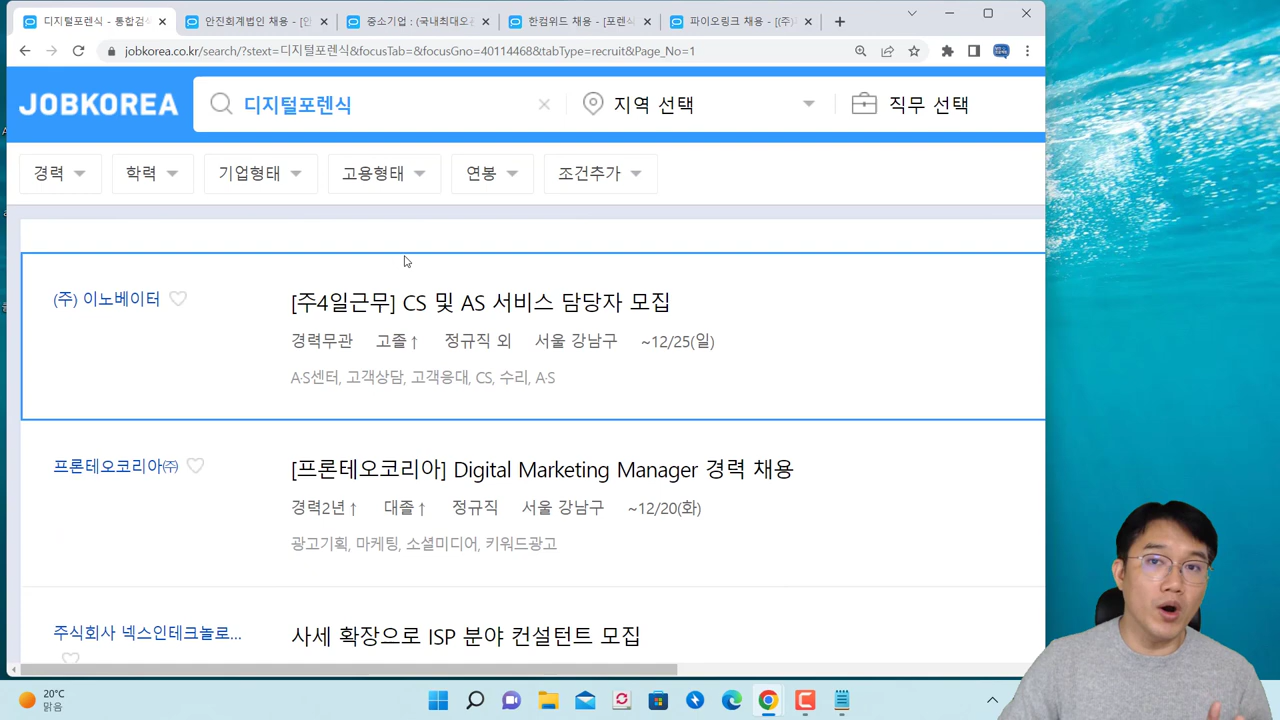 디지털포렌식 - 통합검색
안진회계법인 채용 - [안
중소기업 : (국내최대으로
한컴위드 채용 - [포렌식
파이오링크 채용 - [(주)
jobkorea.co.kr/search/?stext=디지털포렌식&focusTab=&focusGno=40114468&tabType=recruit&Page_No=1
JOBKOREA
디지털포렌식
지역 선택
직무 선택
경력
학력
기업형태
고용형태
연봉
조건추가
(주) 이노베이터
[주4일근무] CS 및 AS 서비스 담당자 모집
경력무관 고졸↑ 정규직 외 서울 강남구 ~12/25(일)
A·S센터, 고객상담, 고객응대, CS, 수리, A·S
프론테오코리아㈜
[프론테오코리아] Digital Marketing Manager 경력 채용
경력2년↑ 대졸↑ 정규직 서울 강남구 ~12/20(화)
광고기획, 마케팅, 소셜미디어, 키워드광고
주식회사 넥스인테크놀로...
사세 확장으로 ISP 분야 컨설턴트 모집
20°C
맑음